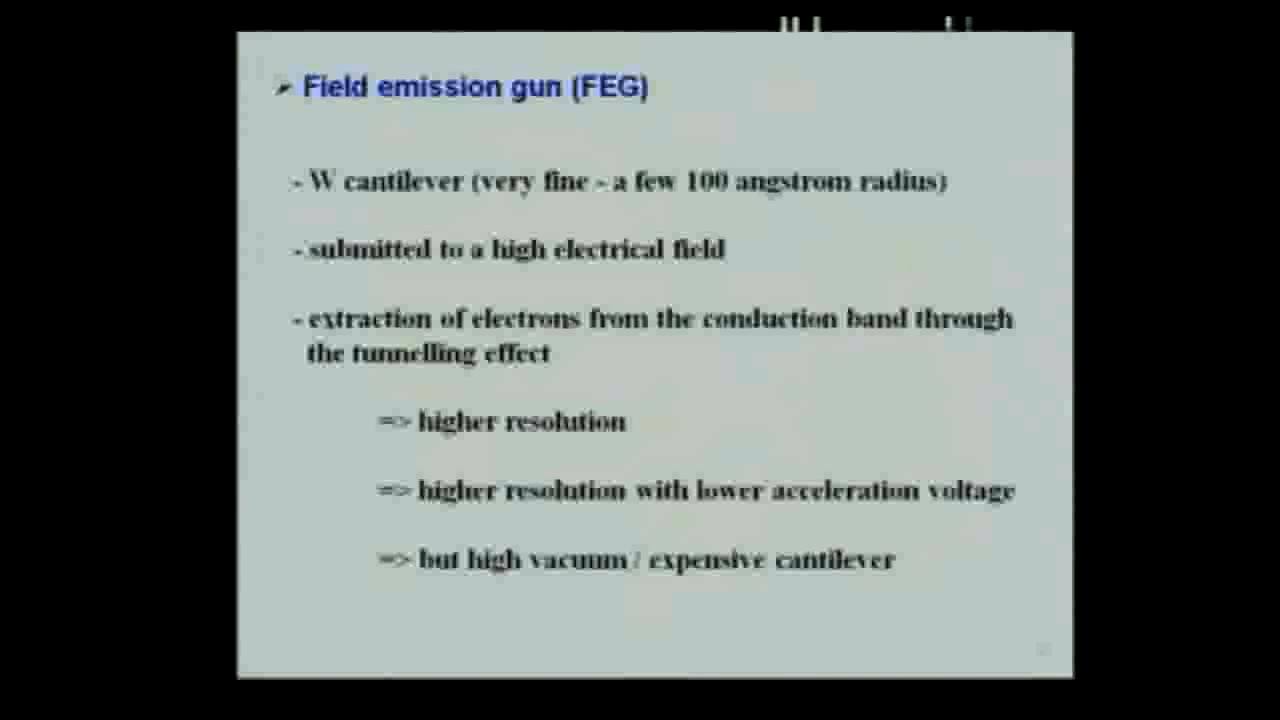 ➤ Field emission gun (FEG)
- W cantilever (very fine - a few 100 angstrom radius)
- submitted to a high electrical field
- extraction of electrons from the conduction band through
the tunnelling effect
=> higher resolution
=> higher resolution with lower acceleration voltage
=> but high vacuum / expensive cantilever